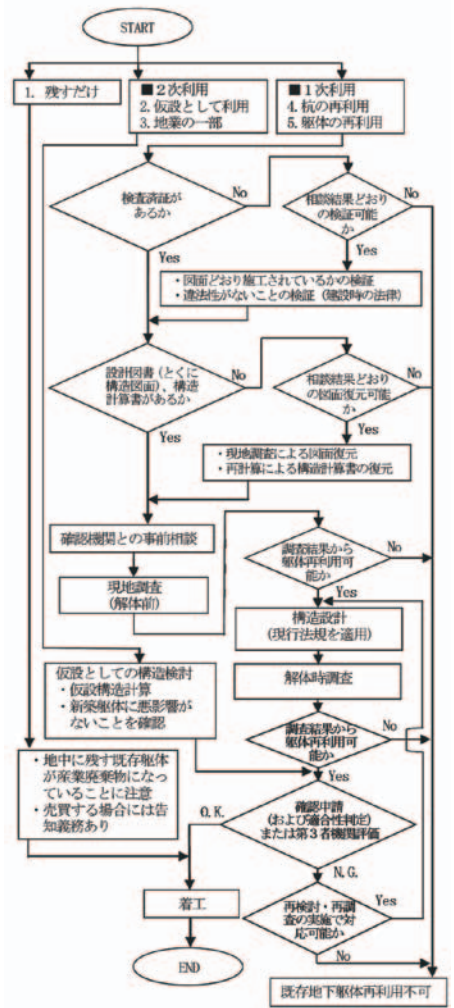 START
1. 残すだけ
■2次利用
2. 仮設として利用
3. 地業の一部
■1次利用
4. 杭の再利用
5. 躯体の再利用
検査済証が
あるか
No
相談結果どおり
の検証可能
か
Yes
Yes
・図面どおり施工されているかの検証
・違法性がないことの検証(建設時の法律)
設計図書(とくに
構造図面)、構造
計算書があるか
No
相談結果どおり
の図面復元可能
か
Yes
Yes
・現地調査による図面復元
・再計算による構造計算書の復元
確認機関との事前相談
調査結果から
躯体再利用可
能か
No
現地調査
(解体前)
Yes
構造設計
(現行法規を適用)
仮設としての構造検討
・仮設構造計算
・新築躯体に悪影響が
ないことを確認
解体時調査
調査結果から
躯体再利用可
能か
No
・地中に残す既存躯体
が産業廃棄物になっ
ていることに注意
・売買する場合には告
知義務あり
Yes
O.K.
確認申請
(および適合性判定)
または第3者機関評価
N.G.
着工
再検討・再調
査の実施で対
応可能か
Yes
No
END
既存地下躯体再利用不可